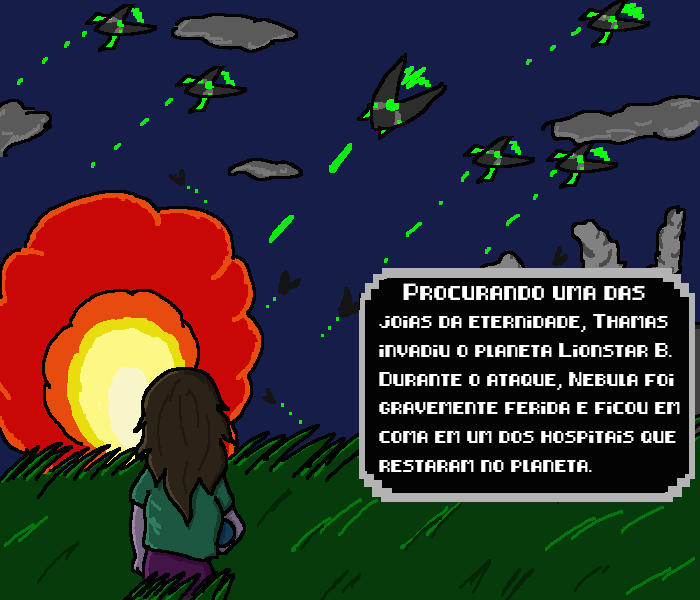 Procurando uma das
joias da eternidade, Thamas
invadiu o planeta Lionstar B.
Durante o ataque, Nebula foi
gravemente ferida e ficou em
coma em um dos hospitais que
restaram no planeta.